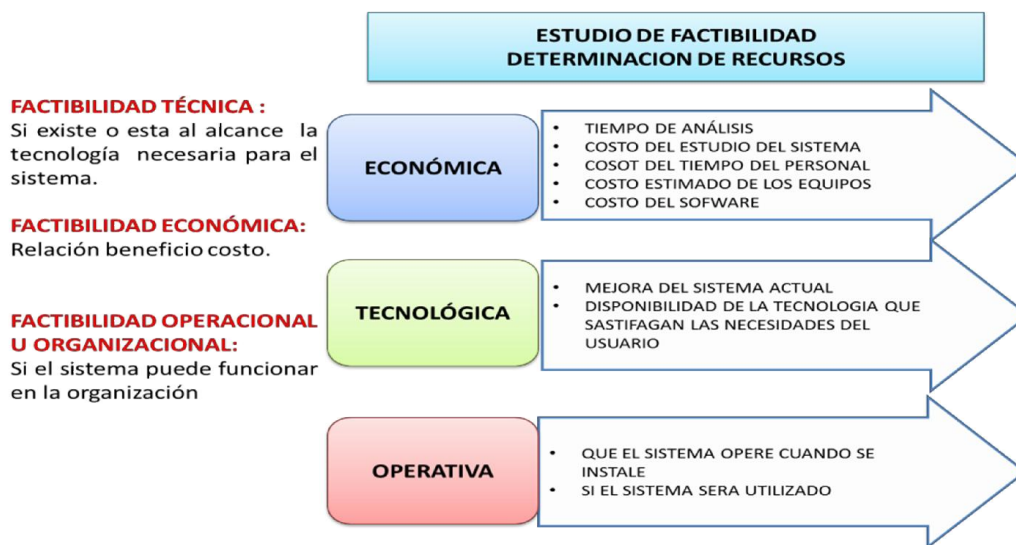 ESTUDIO DE FACTIBILIDAD
DETERMINACION DE RECURSOS
FACTIBILIDAD TÉCNICA :
Si existe o esta al alcance la
tecnología necesaria para el
sistema.
FACTIBILIDAD ECONÓMICA:
Relación beneficio costo.
FACTIBILIDAD OPERACIONAL
U ORGANIZACIONAL:
Si el sistema puede funcionar
en la organización
ECONÓMICA
• TIEMPO DE ANÁLISIS
• COSTO DEL ESTUDIO DEL SISTEMA
• COSOT DEL TIEMPO DEL PERSONAL
• COSTO ESTIMADO DE LOS EQUIPOS
• COSTO DEL SOFWARE
TECNOLÓGICA
• MEJORA DEL SISTEMA ACTUAL
• DISPONIBILIDAD DE LA TECNOLOGIA QUE
SASTIFAGAN LAS NECESIDADES DEL
USUARIO
OPERATIVA
• QUE EL SISTEMA OPERE CUANDO SE
INSTALE
• SI EL SISTEMA SERA UTILIZADO